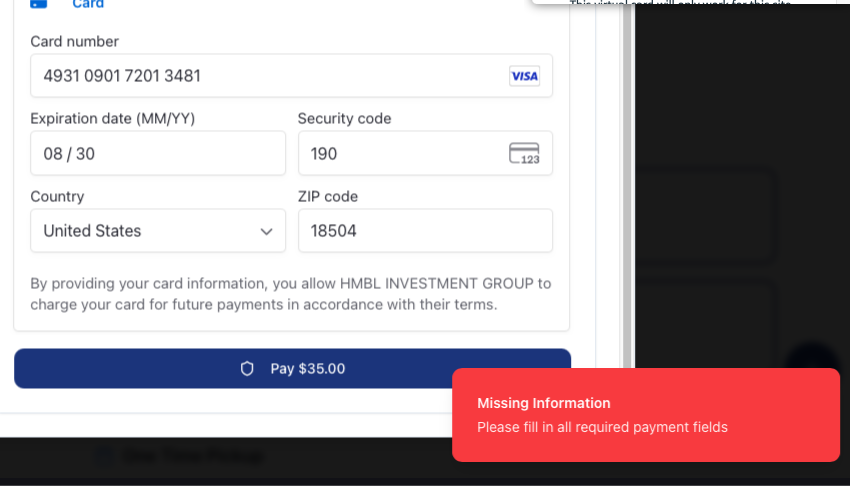 This virtual card will only work for this site
Card
Card number
4931 0901 7201 3481
VISA
Expiration date (MM/YY)
Security code
08 / 30
190
123
Country
ZIP code
United States
18504
By providing your card information, you allow HMBL INVESTMENT GROUP to
charge your card for future payments in accordance with their terms.
Pay $35.00
Missing Information
Please fill in all required payment fields
One-Time Pickup